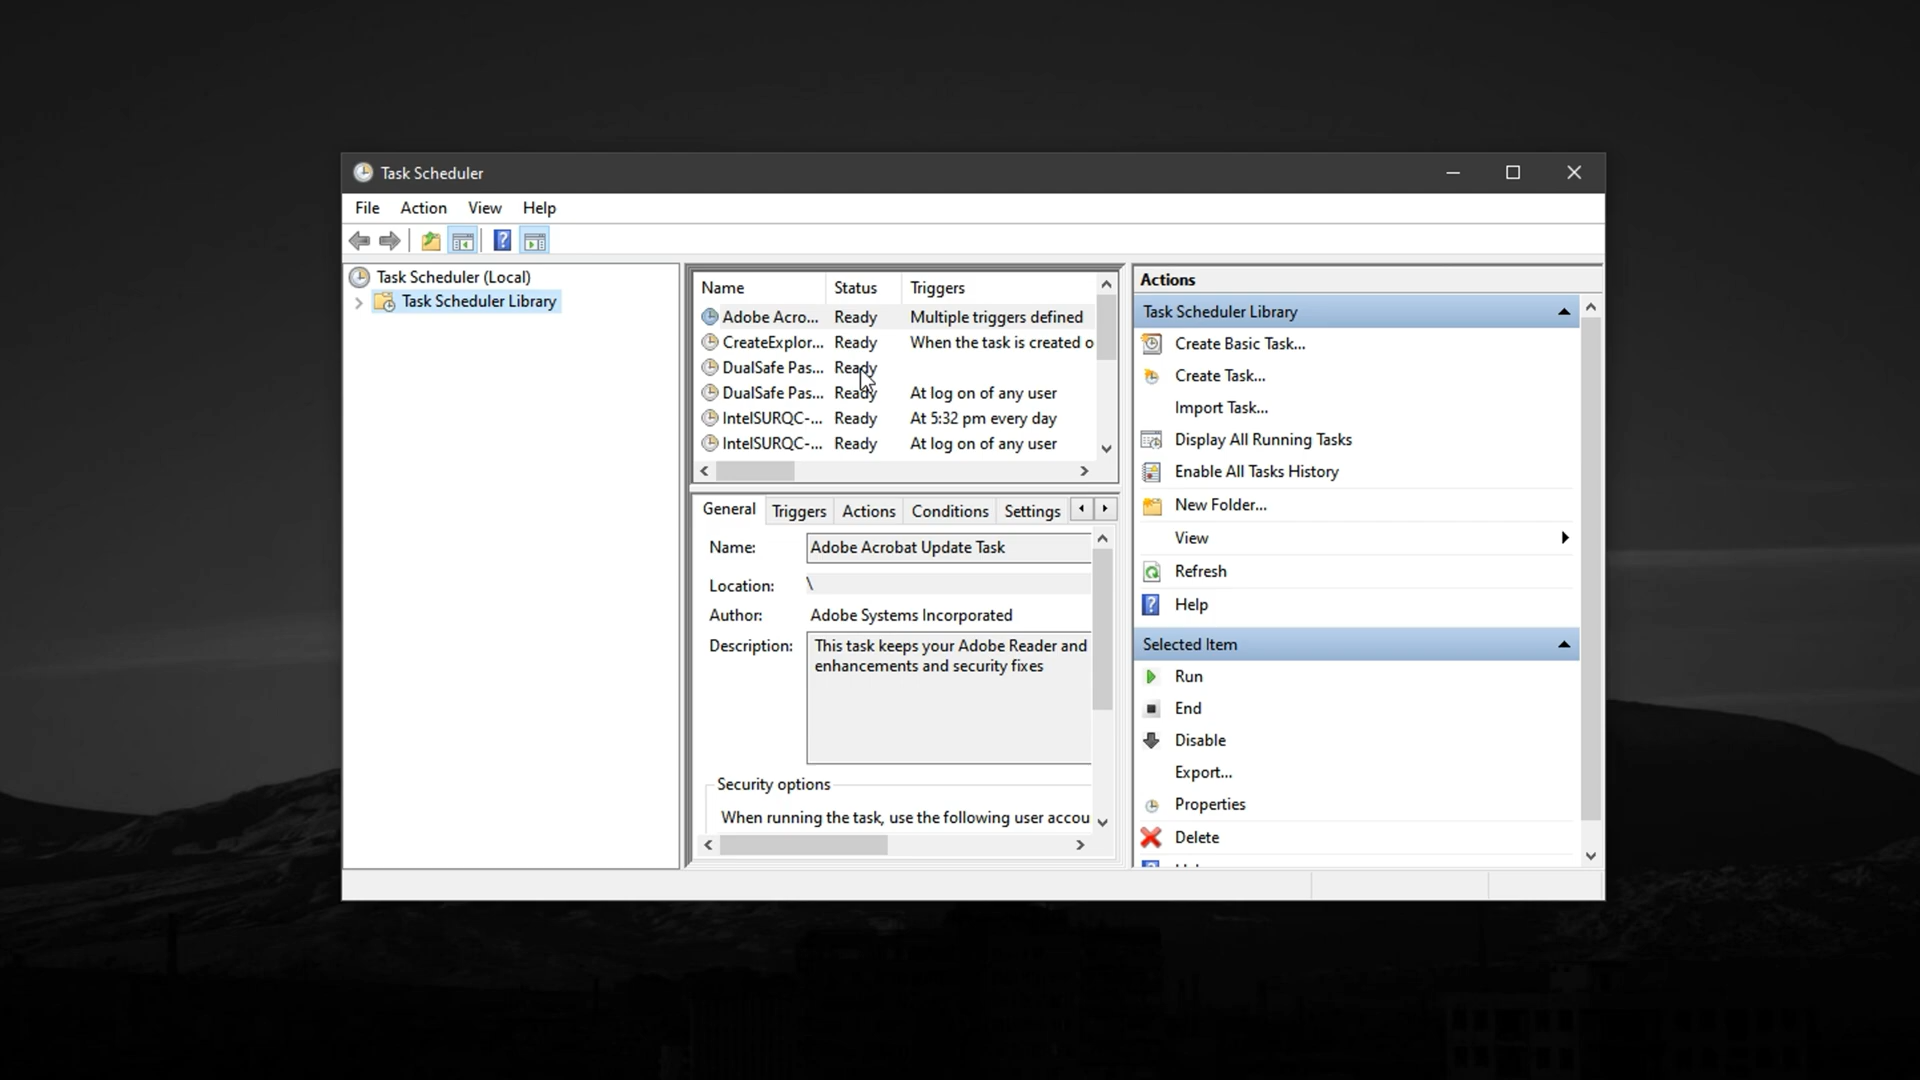 Task Scheduler
File Action View Help
Task Scheduler (Local)
Task Scheduler Library
Name Status Triggers
Adobe Acro... Ready Multiple triggers defined
CreateExplor... Ready When the task is created o
DualSafe Pas... Ready
DualSafe Pas... Ready At log on of any user
IntelSURQC-... Ready At 5:32 pm every day
IntelSURQC-... Ready At log on of any user
General Triggers Actions Conditions Settings
Name: Adobe Acrobat Update Task
Location: \
Author: Adobe Systems Incorporated
Description: This task keeps your Adobe Reader and
enhancements and security fixes
Security options
When running the task, use the following user accou
Actions
Task Scheduler Library
Create Basic Task...
Create Task...
Import Task...
Display All Running Tasks
Enable All Tasks History
New Folder...
View
Refresh
Help
Selected Item
Run
End
Disable
Export...
Properties
Delete